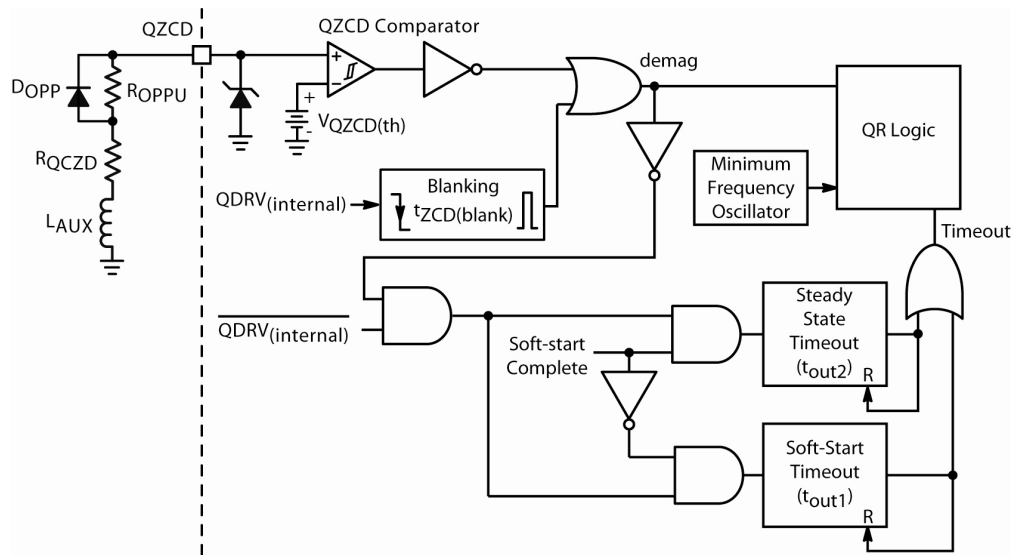 QZCD
QZCD Comparator
+
-
+
-
VQZCD(th)
DOPP
ROPPU
RQCZD
LAUX
demag
QR Logic
Minimum
Frequency
Oscillator
Timeout
QDRV(internal)
Blanking
tZCD(blank)
QDRV(internal)
Soft-start
Complete
Steady
State
Timeout
(tout2)
R
Soft-Start
Timeout
(tout1)
R